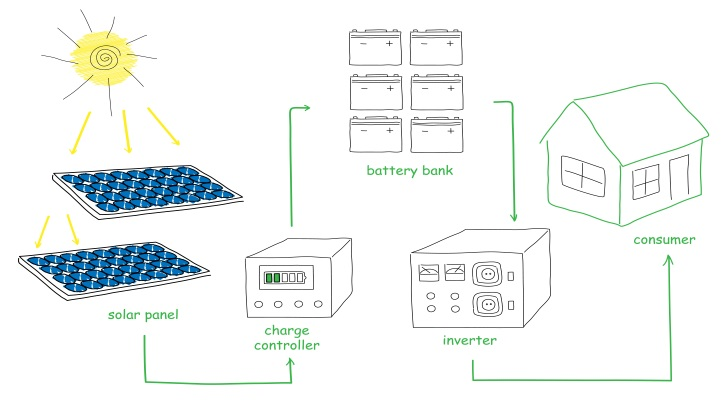 battery bank
consumer
solar panel
charge
controller
inverter